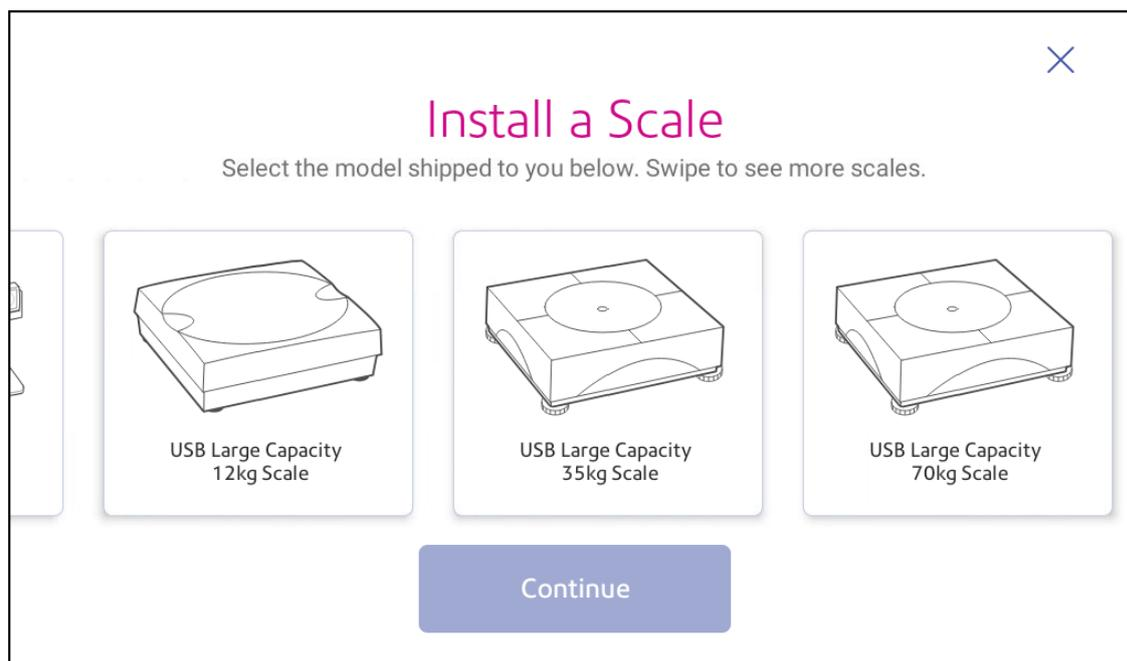 Install a Scale
Select the model shipped to you below. Swipe to see more scales.
USB Large Capacity
12kg Scale
USB Large Capacity
35kg Scale
USB Large Capacity
70kg Scale
Continue